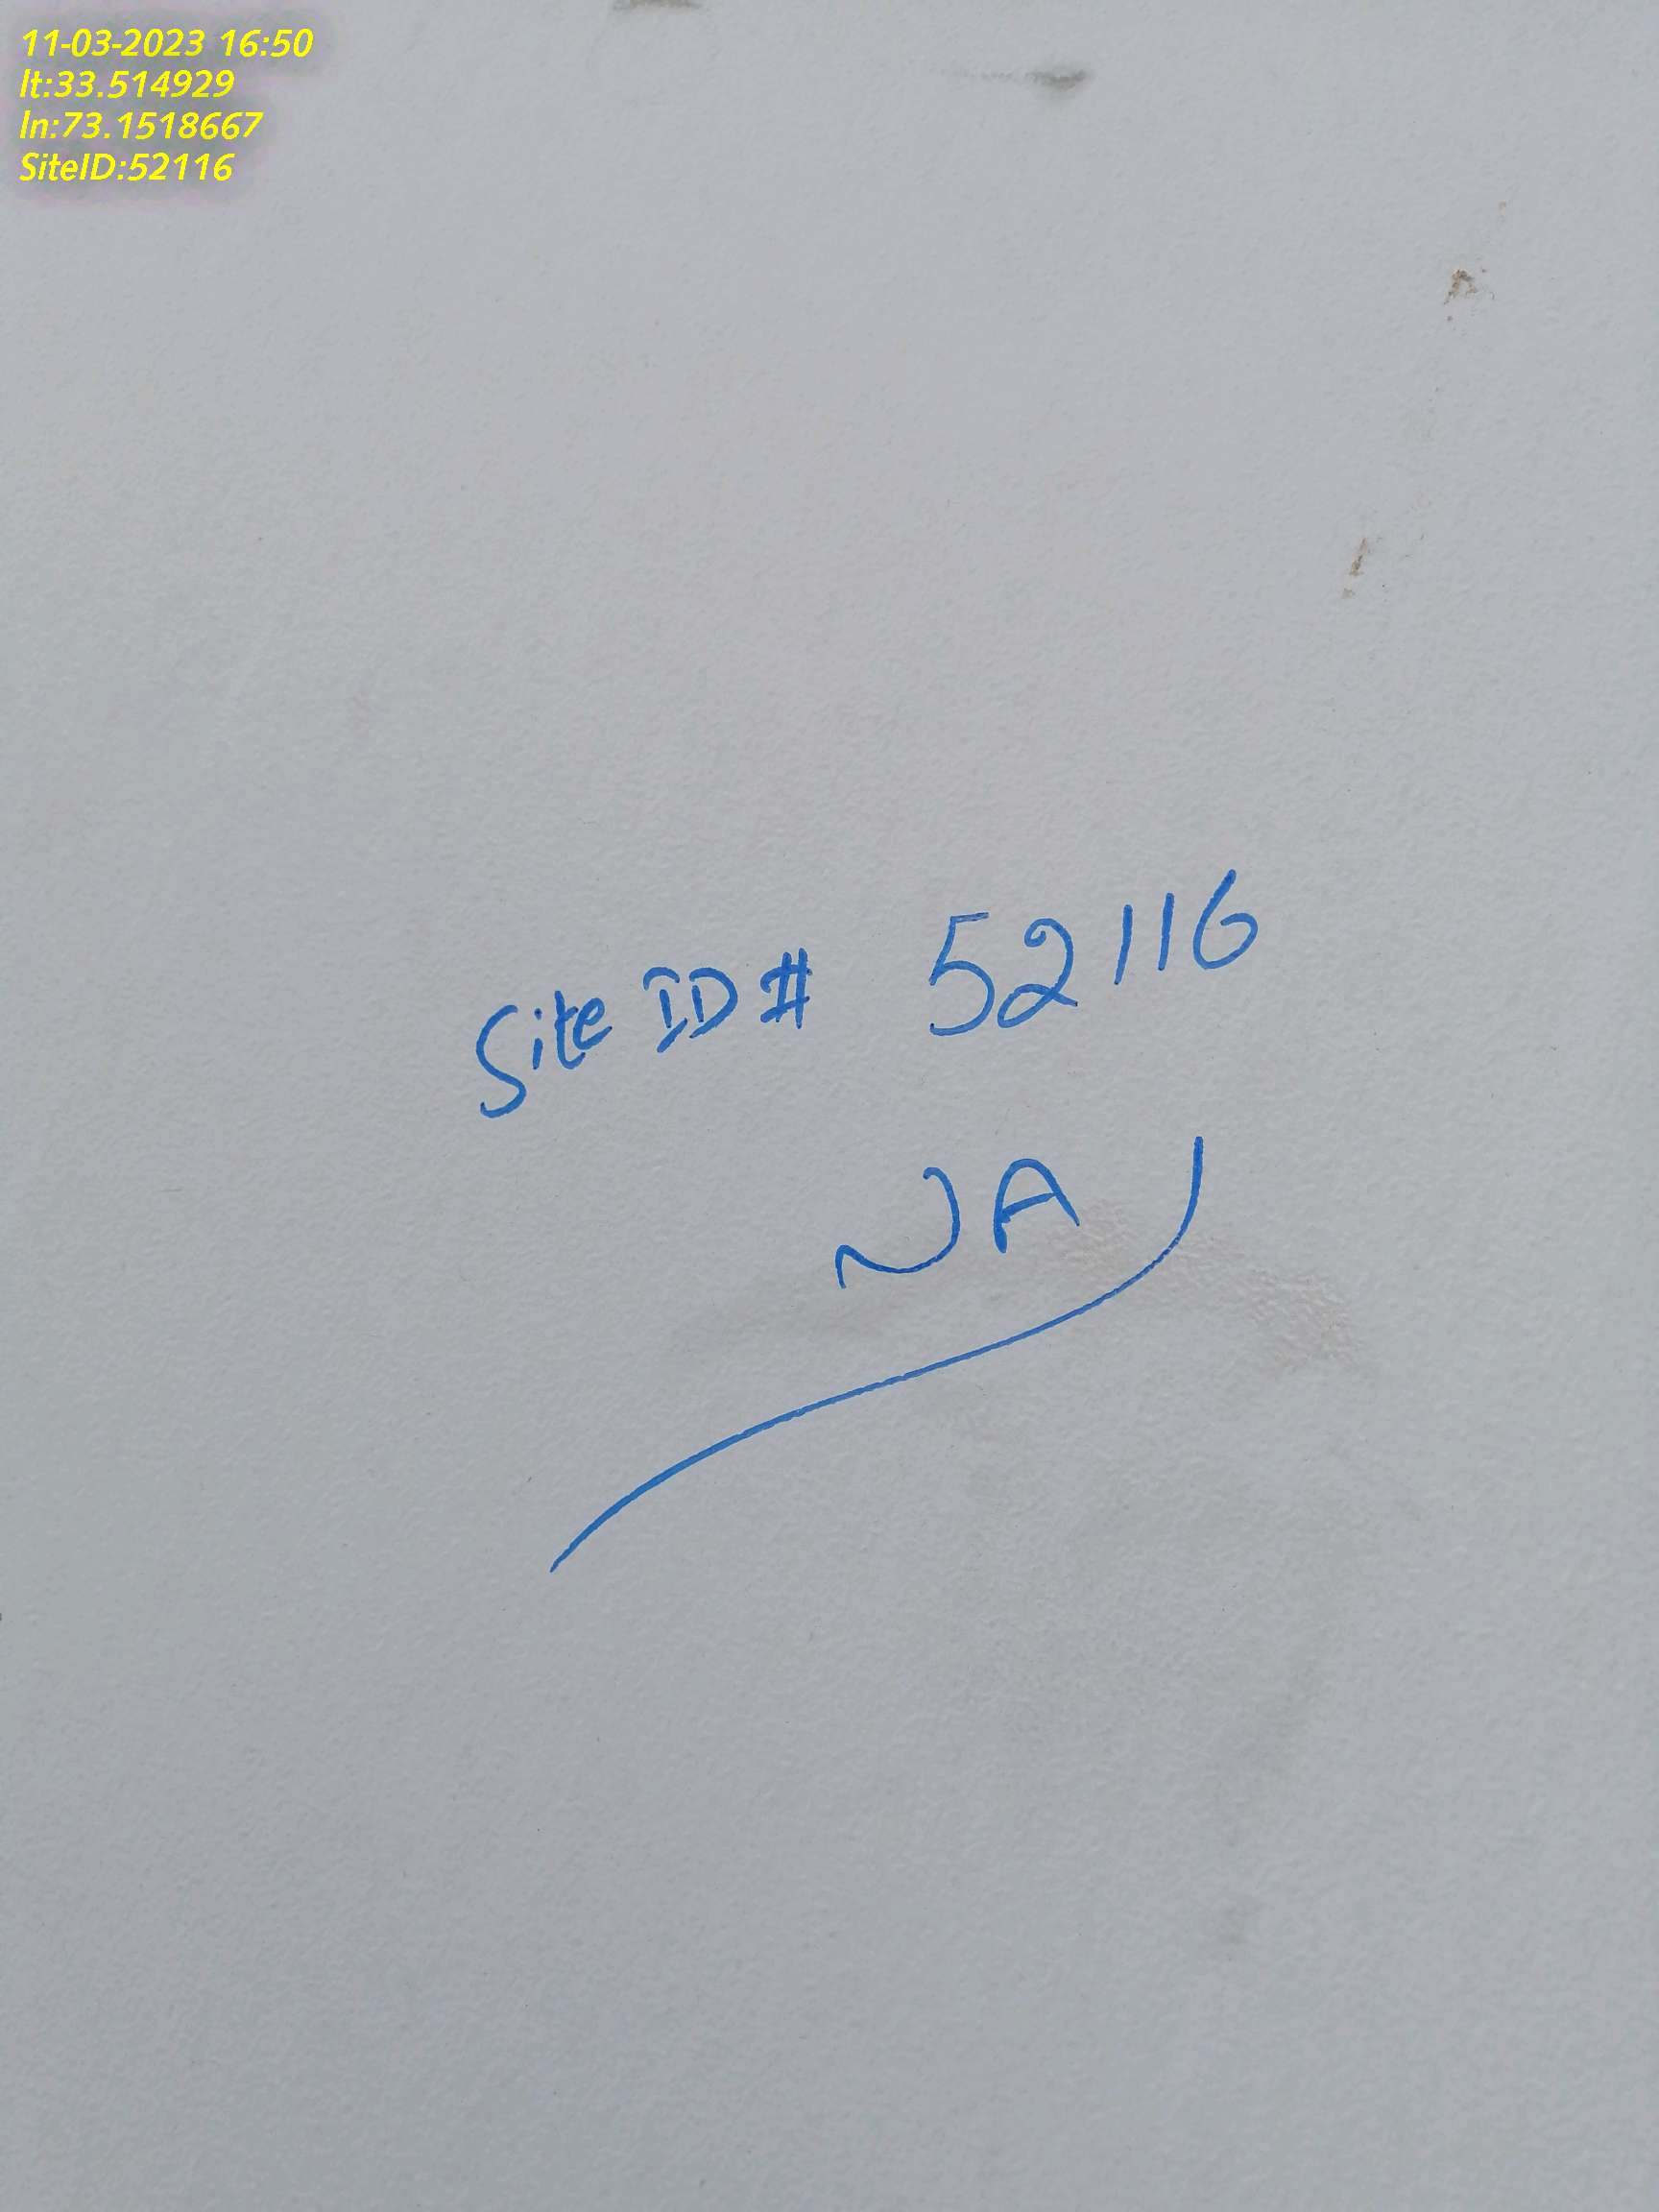 11-03-2023 16:50
lt:33.514929
ln:73.1518667
SiteID:52116
Site ID# 52116
NA